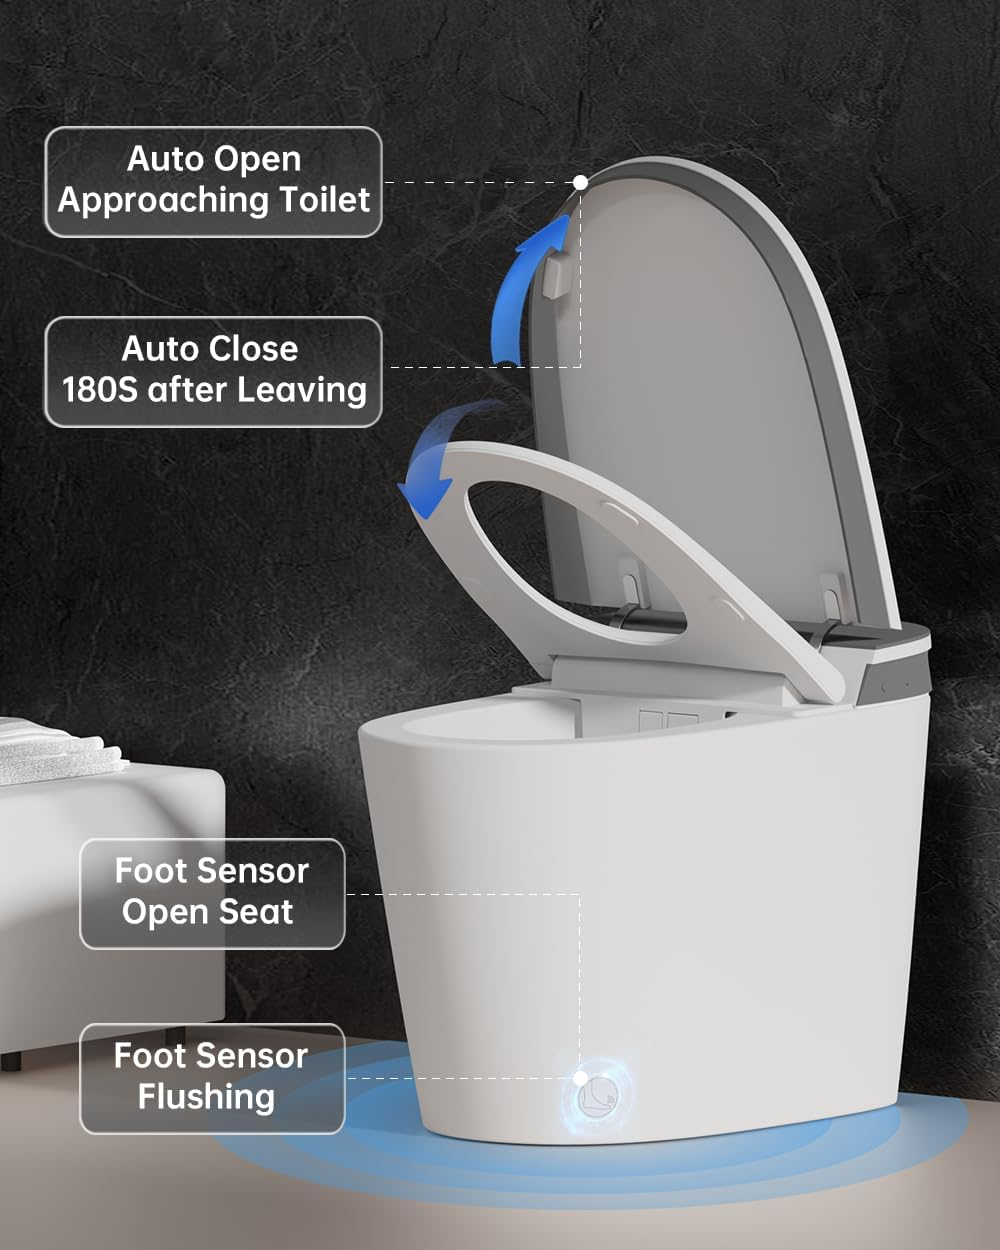 Auto Open
Approaching Toilet
Auto Close
180S after Leaving
Foot Sensor
Open Seat
Foot Sensor
Flushing